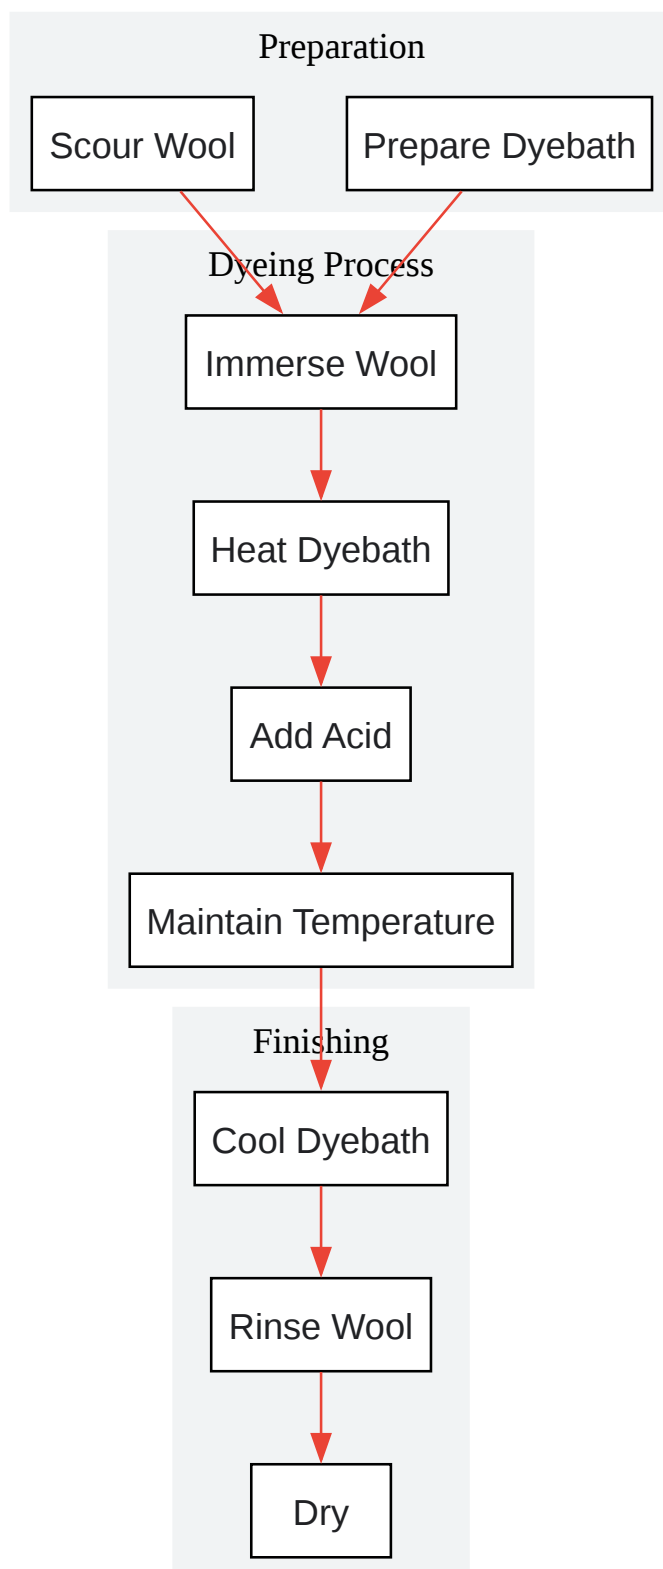 Preparation
Scour Wool
Prepare Dyebath
Dyeing Process
Immerse Wool
Heat Dyebath
Add Acid
Maintain Temperature
Finishing
Cool Dyebath
Rinse Wool
Dry